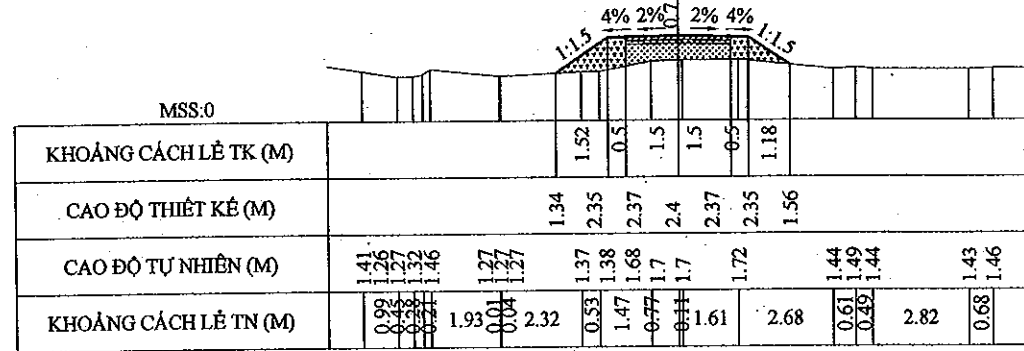 4% 2% 0.7 2% 4%
1:1.5 1:1.5
MSS:0
KHOẢNG CÁCH LẺ TK (M) 1.52 0.5 1.5 1.5 0.5 1.18
CAO ĐỘ THIẾT KẾ (M) 1.34 2.35 2.37 2.4 2.37 2.35 1.56
CAO ĐỘ TỰ NHIÊN (M) 1.41 1.26 1.27 1.32 1.46 1.27 1.27 1.27 1.37 1.38 1.68 1.7 1.7 1.72 1.44 1.49 1.44 1.43 1.46
KHOẢNG CÁCH LẺ TN (M) 0.99 0.45 0.28 0.21 1.93 0.01 0.04 2.32 0.53 1.47 0.77 0.11 1.61 2.68 0.61 0.49 2.82 0.68